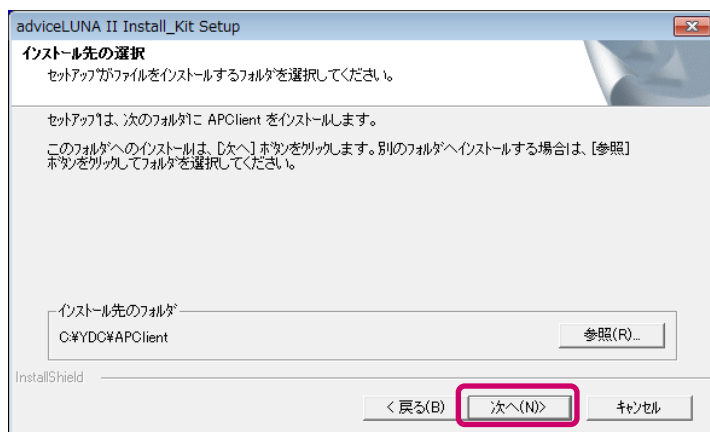 adviceLUNA II Install_Kit Setup
インストール先の選択
セットアップがファイルをインストールするフォルダを選択してください。
セットアップは、次のフォルダに APClient をインストールします。
このフォルダへのインストールは、[次へ] ボタンをクリックします。別のフォルダへインストールする場合は、[参照]
ボタンをクリックしてフォルダを選択してください。
インストール先のフォルダ
C:¥YDC¥APClient
参照(R)...
InstallShield
< 戻る(B)
次へ(N)>
キャンセル